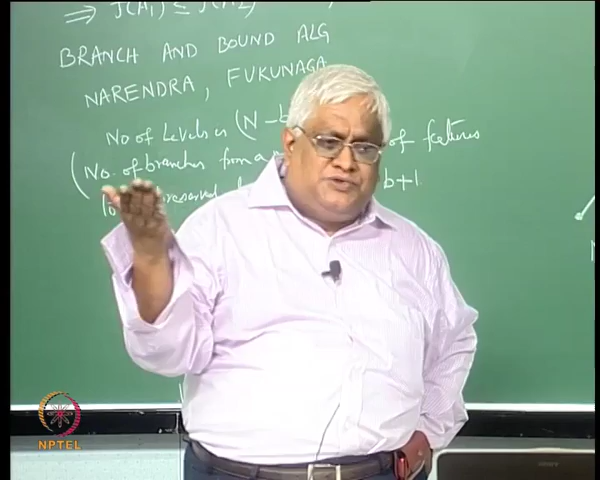 ⇒ J(A1) ≤ J(A2)
BRANCH AND BOUND ALG
NARENDRA, FUKUNAGA
No of Levels is (N-b of features
(No. of branches from a b+1
NPTEL